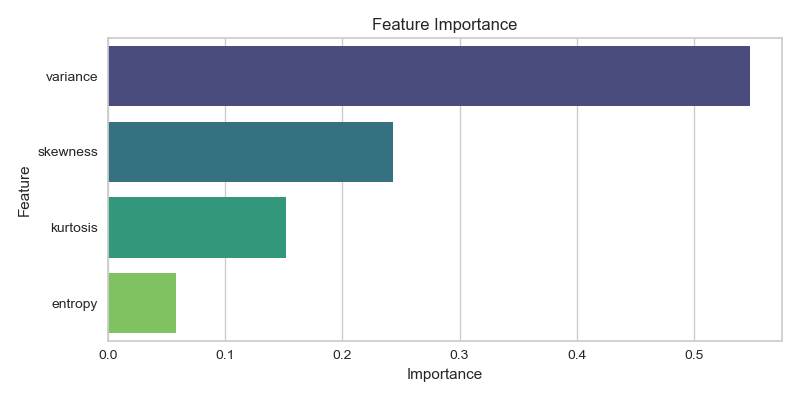 Feature Importance
variance
skewness
kurtosis
entropy
Feature
0.0 0.1 0.2 0.3 0.4 0.5
Importance